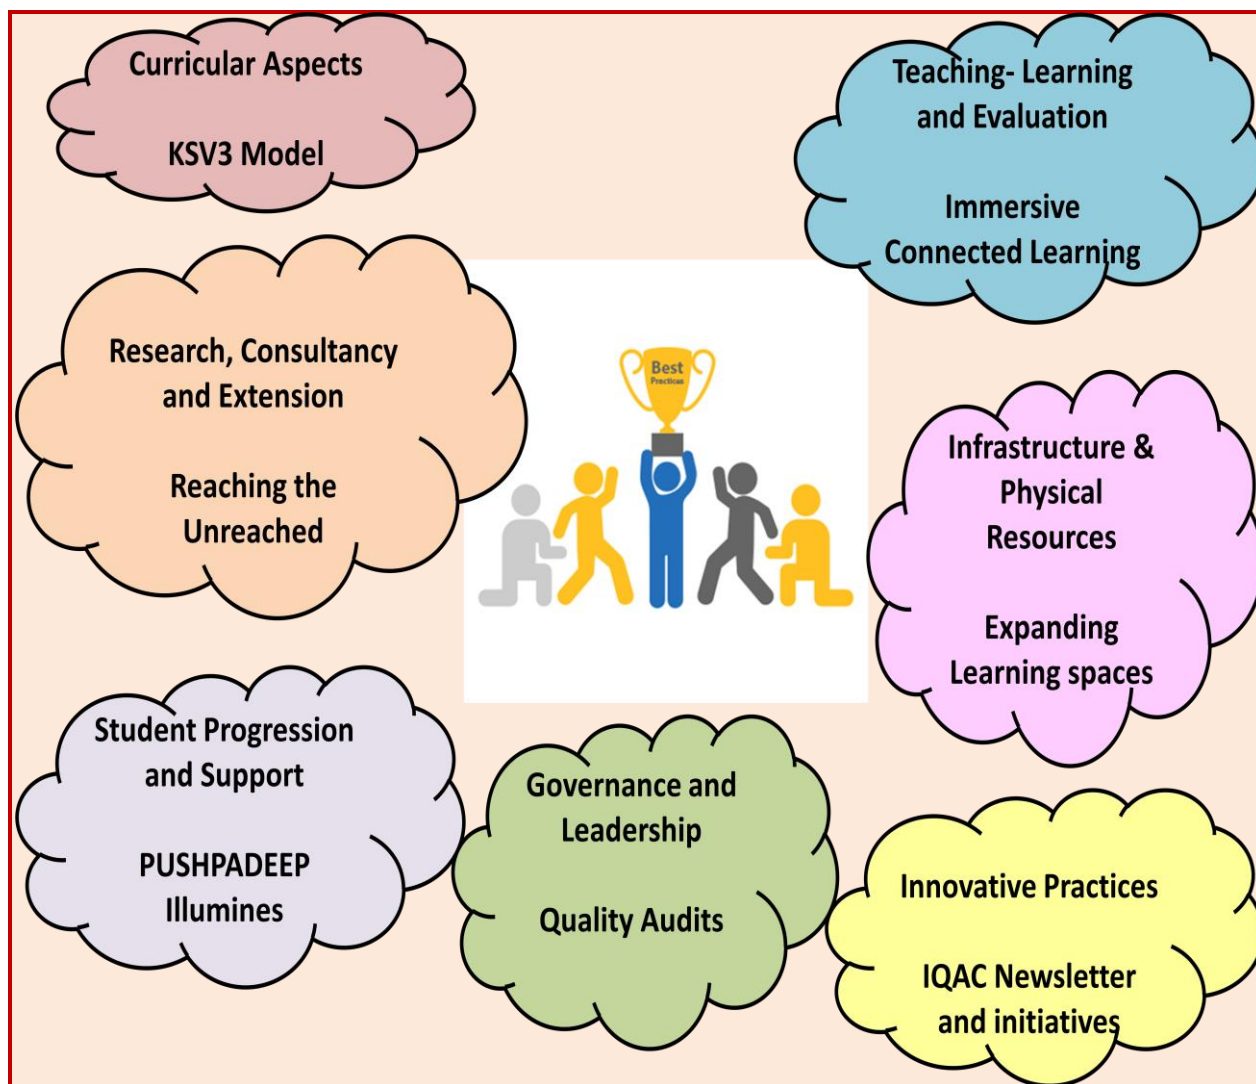 Curricular Aspects
KSV3 Model
Teaching- Learning
and Evaluation
Immersive
Connected Learning
Research, Consultancy
and Extension
Reaching the
Unreached
Best
Practices
Infrastructure &
Physical
Resources
Expanding
Learning spaces
Student Progression
and Support
PUSHPADEEP
Illumines
Governance and
Leadership
Quality Audits
Innovative Practices
IQAC Newsletter
and initiatives